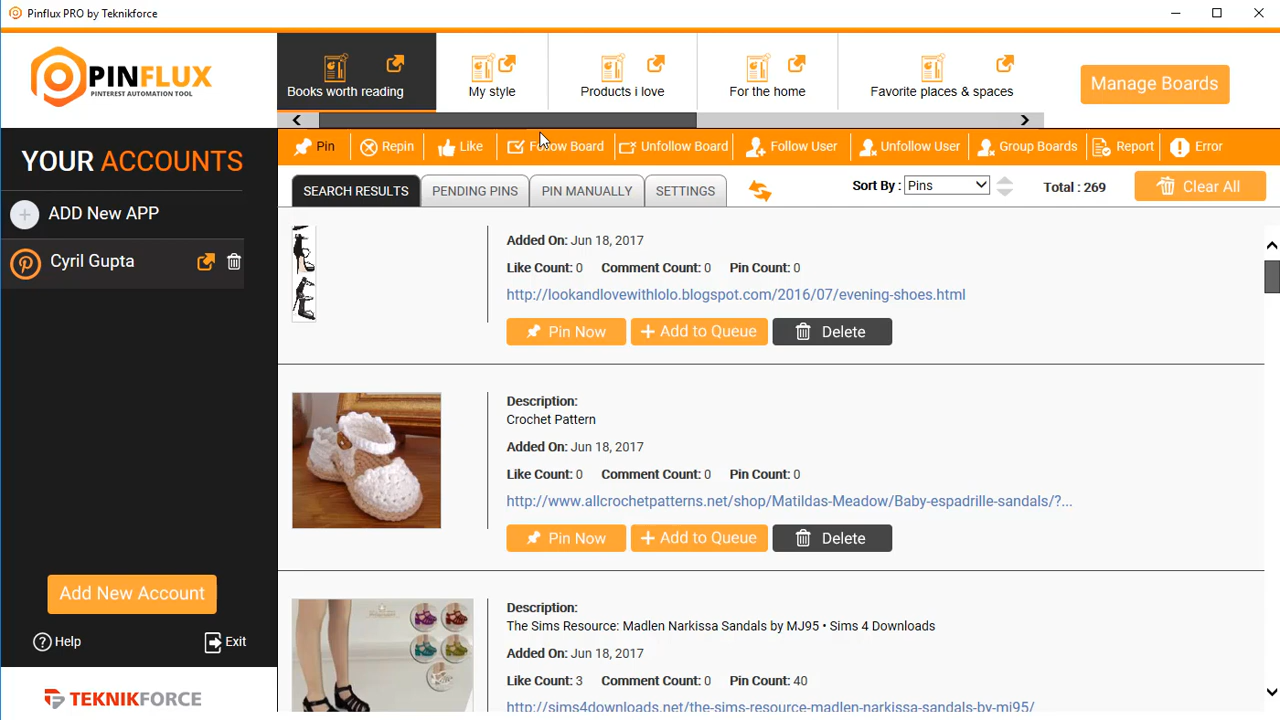 Pinflux PRO by Teknikforce
PINFLUX
PINTEREST AUTOMATION TOOL
Books worth reading
My style
Products i love
For the home
Favorite places & spaces
Manage Boards
Pin
Repin
Like
Follow Board
Unfollow Board
Follow User
Unfollow User
Group Boards
Report
Error
YOUR ACCOUNTS
ADD New APP
Cyril Gupta
Add New Account
Help
Exit
TEKNIKFORCE
SEARCH RESULTS
PENDING PINS
PIN MANUALLY
SETTINGS
Sort By : Pins
Total : 269
Clear All
Added On: Jun 18, 2017
Like Count: 0 Comment Count: 0 Pin Count: 0
http://lookandlovewithlolo.blogspot.com/2016/07/evening-shoes.html
Pin Now + Add to Queue Delete
Description:
Crochet Pattern
Added On: Jun 18, 2017
Like Count: 0 Comment Count: 0 Pin Count: 0
http://www.allcrochetpatterns.net/shop/Matildas-Meadow/Baby-espadrille-sandals/?...
Pin Now + Add to Queue Delete
Description:
The Sims Resource: Madlen Narkissa Sandals by MJ95 • Sims 4 Downloads
Added On: Jun 18, 2017
Like Count: 3 Comment Count: 0 Pin Count: 40
http://sims4downloads.net/the-sims-resource-madlen-narkissa-sandals-by-mj95/